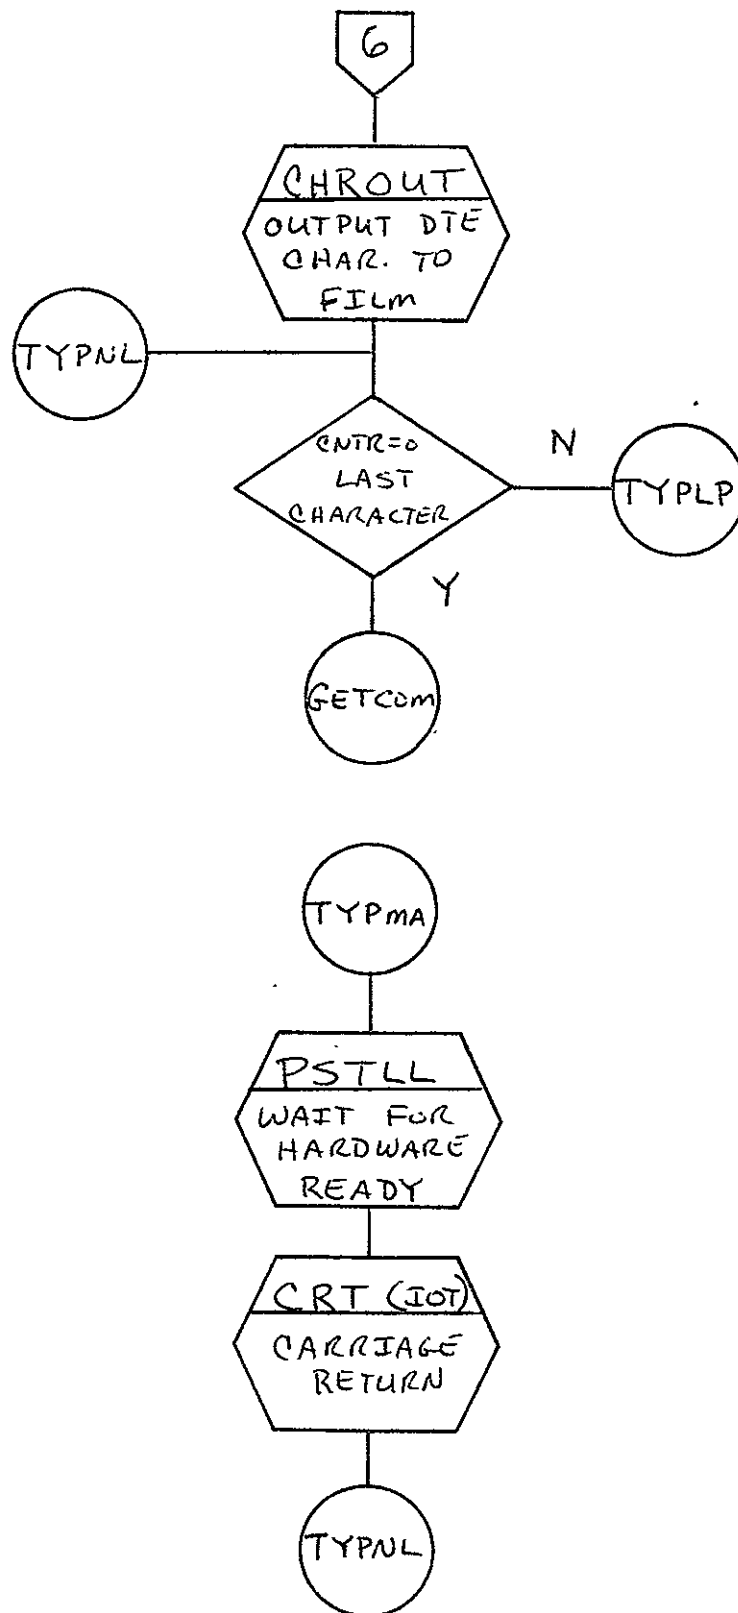 6
CHROUT
OUTPUT DTE
CHAR. TO
FILM
TYPNL
CNTR=0
LAST
CHARACTER
N
TYPLP
Y
GETCOM
TYPMA
PSTLL
WAIT FOR
HARDWARE
READY
CRT (IOT)
CARRIAGE
RETURN
TYPNL